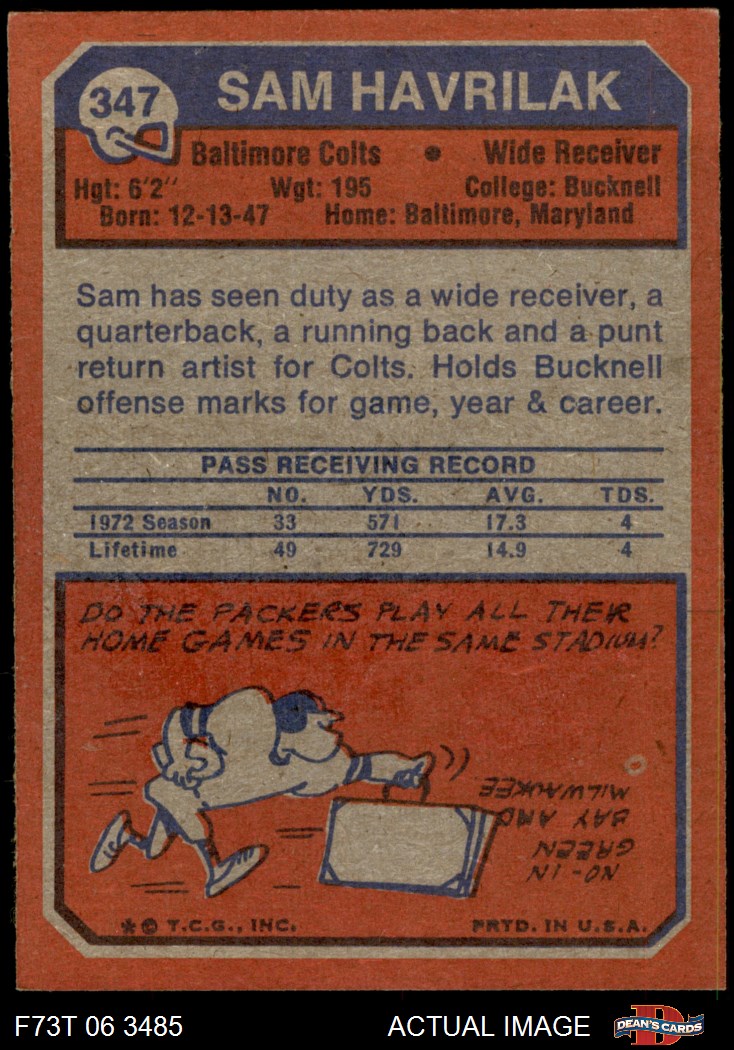 347
SAM HAVRILAK
Baltimore Colts • Wide Receiver
Hgt: 6'2" Wgt: 195 College: Bucknell
Born: 12-13-47 Home: Baltimore, Maryland
Sam has seen duty as a wide receiver, a
quarterback, a running back and a punt
return artist for Colts. Holds Bucknell
offense marks for game, year & career.
PASS RECEIVING RECORD
NO. YDS. AVG. TDS.
1972 Season 33 571 17.3 4
Lifetime 49 729 14.9 4
DO THE PACKERS PLAY ALL THEIR
HOME GAMES IN THE SAME STADIUM?
NO-IN
GREEN
BAY AND
MILWAUKEE
* © T.C.G., INC. PRTD. IN U.S.A.
F73T 06 3485 ACTUAL IMAGE
D
DEAN'S CARDS